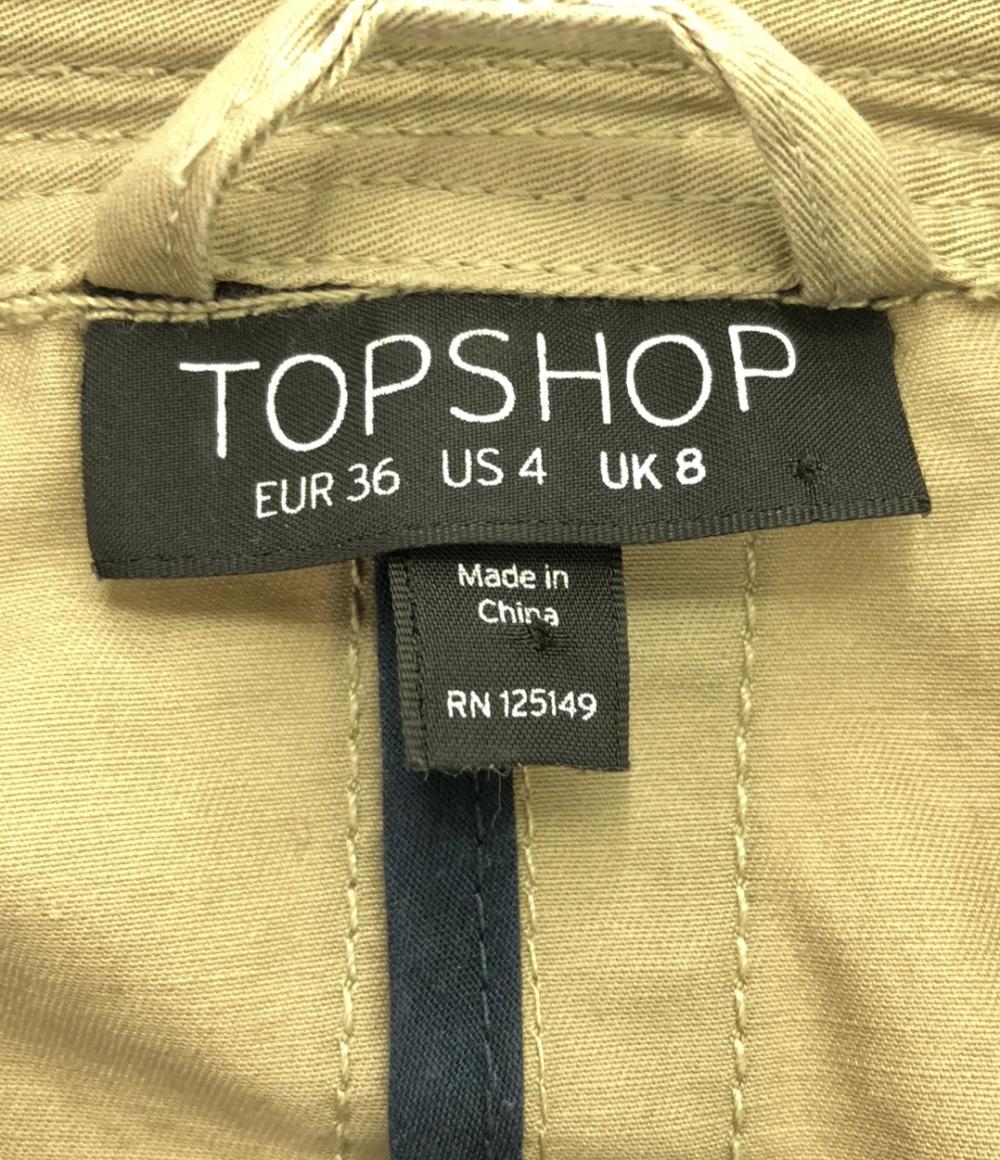 TOPSHOP
EUR 36 US 4 UK 8
Made in
China
RN 125149